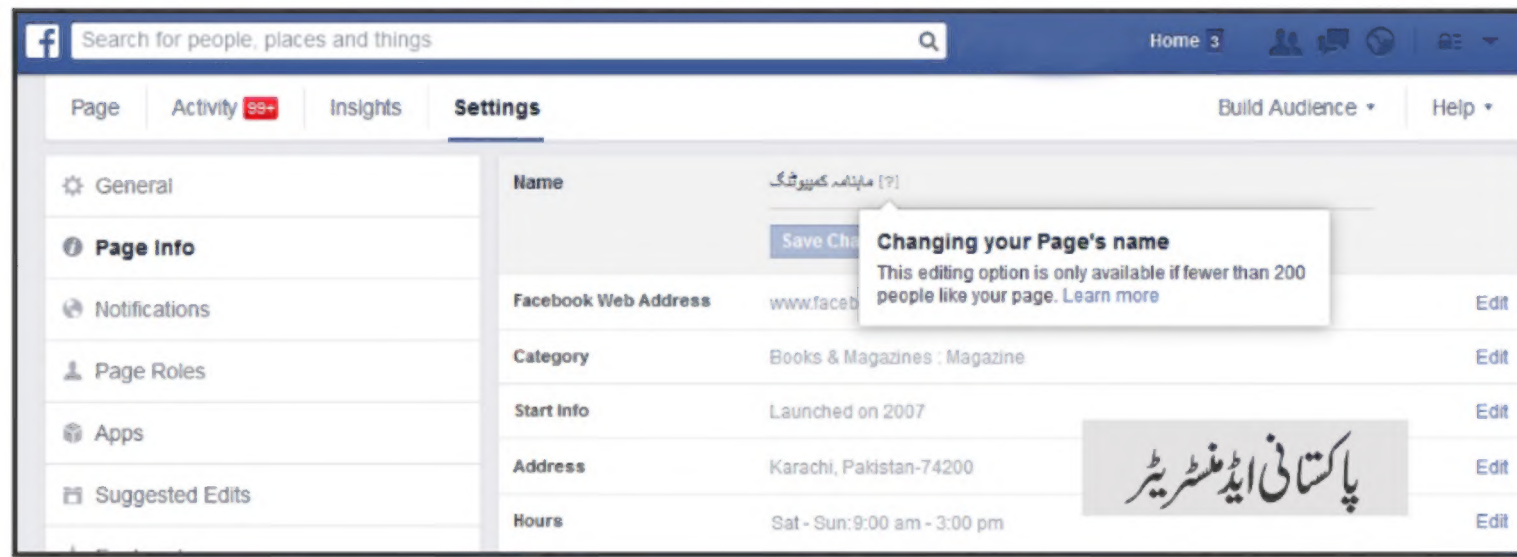 Search for people, places and things
Home 3
Page Activity 99+ Insights Settings Build Audience Help
General
Page Info
Notifications
Page Roles
Apps
Suggested Edits
Name ماہنامہ کمپیوٹنگ [?]
Save Cha
Changing your Page's name
This editing option is only available if fewer than 200
people like your page. Learn more
Facebook Web Address www.faceb Edit
Category Books & Magazines : Magazine Edit
Start Info Launched on 2007 Edit
Address Karachi, Pakistan-74200 Edit
Hours Sat - Sun: 9:00 am - 3:00 pm Edit
پاکستانی ایڈمنسٹریٹر